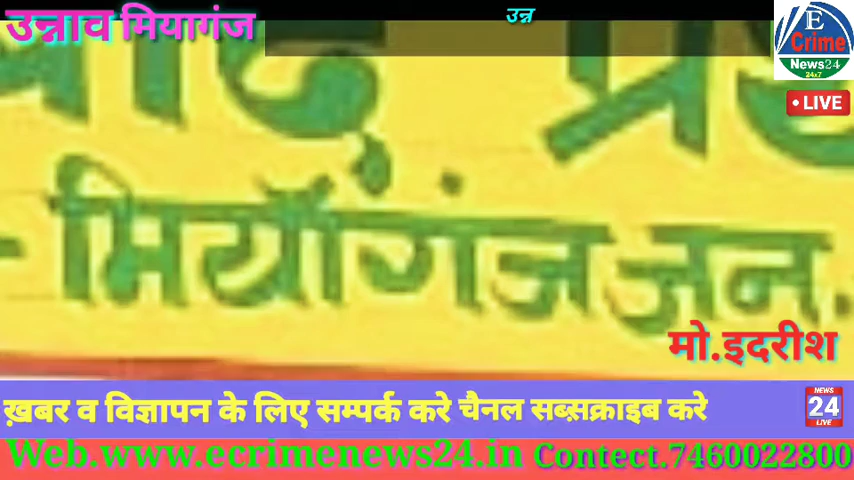 उन्नाव मियागंज
उन्न
E
Crime
News24
24x7
LIVE
मियाँगंज जन.
मो.इदरीश
ख़बर व विज्ञापन के लिए सम्पर्क करे चैनल सब्सक्राइब करे
NEWS
24
LIVE
Web.www.ecrimenews24.in Contect.7460022800